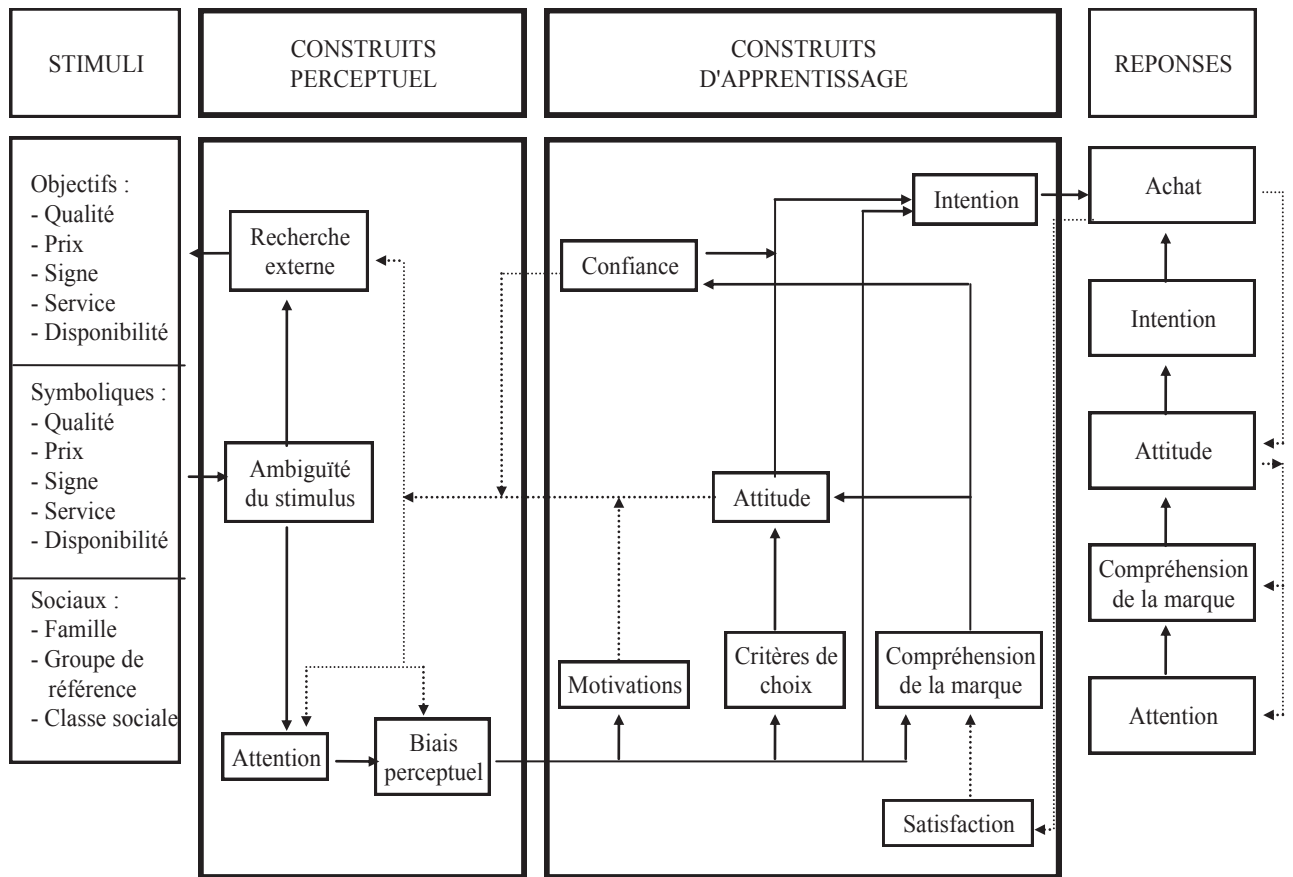 STIMULI
CONSTRUITS
PERCEPTUEL
CONSTRUITS
D'APPRENTISSAGE
REPONSES
Objectifs :
- Qualité
- Prix
- Signe
- Service
- Disponibilité
Symboliques :
- Qualité
- Prix
- Signe
- Service
- Disponibilité
Sociaux :
- Famille
- Groupe de
référence
- Classe sociale
Recherche
externe
Ambiguïté
du stimulus
Attention
Biais
perceptuel
Intention
Confiance
Attitude
Motivations
Critères de
choix
Compréhension
de la marque
Satisfaction
Achat
Intention
Attitude
Compréhension
de la marque
Attention